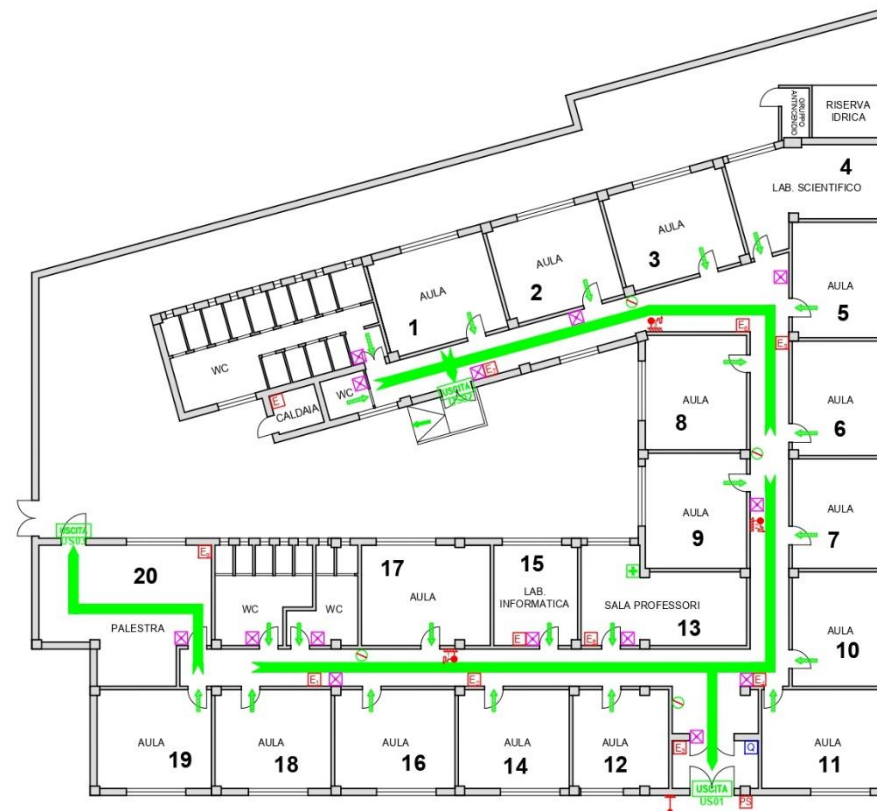 GRUPPO
ANTINCENDIO
RISERVA
IDRICA
4
LAB. SCIENTIFICO
AULA
3
AULA
2
AULA
1
AULA
5
WC
WC
E
CALDAIA
USCITA
US02
AULA
8
AULA
6
AULA
9
AULA
7
USCITA
US03
20
PALESTRA
WC
WC
17
AULA
15
LAB.
INFORMATICA
SALA PROFESSORI
13
AULA
10
E
AULA
19
AULA
18
AULA
16
AULA
14
AULA
12
Q
AULA
11
USCITA
US01
PS